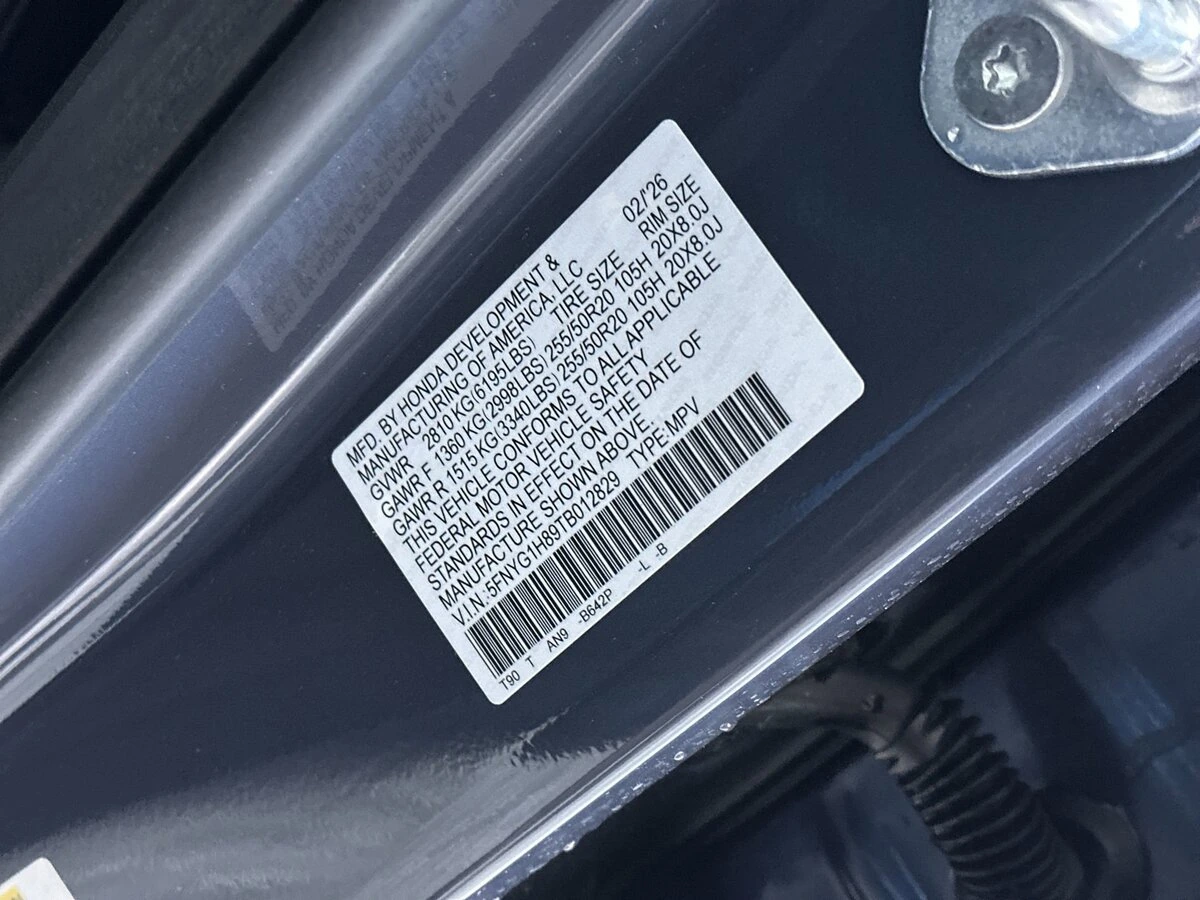 MFD. BY HONDA DEVELOPMENT & 02/'26
MANUFACTURING OF AMERICA, LLC
GVWR 2810 KG(6195LBS) TIRE SIZE RIM SIZE
GAWR F 1360 KG(2998LBS) 255/50R20 105H 20X8.0J
GAWR R 1515 KG(3340LBS) 255/50R20 105H 20X8.0J
THIS VEHICLE CONFORMS TO ALL APPLICABLE
FEDERAL MOTOR VEHICLE SAFETY
STANDARDS IN EFFECT ON THE DATE OF
MANUFACTURE SHOWN ABOVE.
V.I.N.:5FNYG1H89TB012829 TYPE:MPV
T90 T AN9 -B642P -L -B